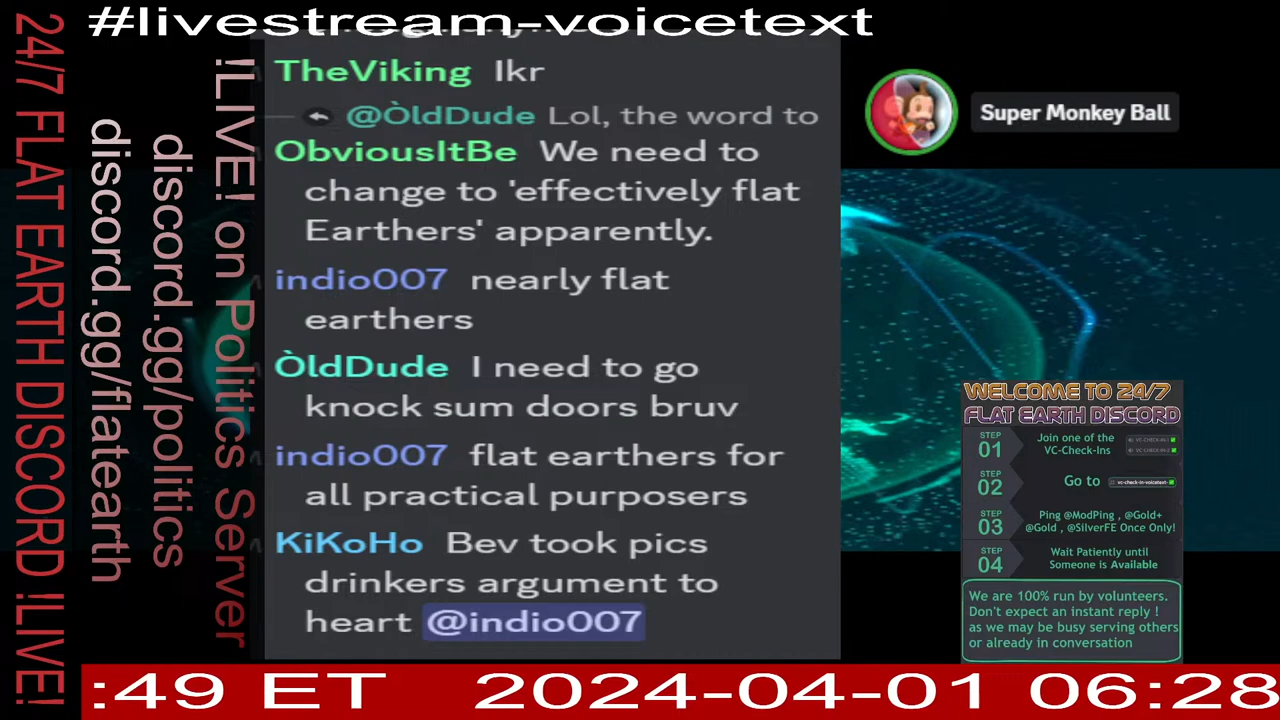 #livestream-voicetext
24/7 FLAT EARTH DISCORD !LIVE!
discord.gg/flatearth
discord.gg/politics
!LIVE! on Politics Server
TheViking Ikr
@ÒldDude Lol, the word to
ObviousItBe We need to
change to 'effectively flat
Earthers' apparently.
indio007 nearly flat
earthers
ÒldDude I need to go
knock sum doors bruv
indio007 flat earthers for
all practical purposers
KiKoHo Bev took pics
drinkers argument to
heart @indio007
Super Monkey Ball
WELCOME TO 24/7
FLAT EARTH DISCORD
STEP
01
Join one of the
VC-Check-Ins
STEP
02
Go to
vc-check-in-voicetext-
STEP
03
Ping @ModPing , @Gold+
@Gold , @SilverFE Once Only!
STEP
04
Wait Patiently until
Someone is Available
We are 100% run by volunteers.
Don't expect an instant reply !
as we may be busy serving others
or already in conversation
:49 ET 2024-04-01 06:28